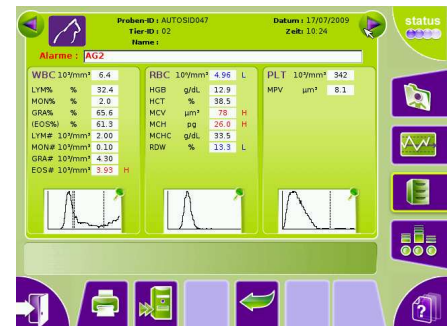 Proben-ID : AUTOSID047
Datum : 17/07/2009
status
Tier-ID : 02
Zeit: 10:24
Name :
Alarme : AG2
WBC 10³/mm³ 6.4
LYM% % 32.4
MON% % 2.0
GRA% % 65.6
(EOS%) % 61.3
LYM# 10³/mm³ 2.00
MON# 10³/mm³ 0.10
GRA# 10³/mm³ 4.30
EOS# 10³/mm³ 3.93 H
RBC 10⁶/mm³ 4.96 L
HGB g/dL 12.9
HCT % 38.5
MCV µm³ 78 H
MCH pg 26.0 H
MCHC g/dL 33.5
RDW % 13.3 L
PLT 10³/mm³ 342
MPV µm³ 8.1